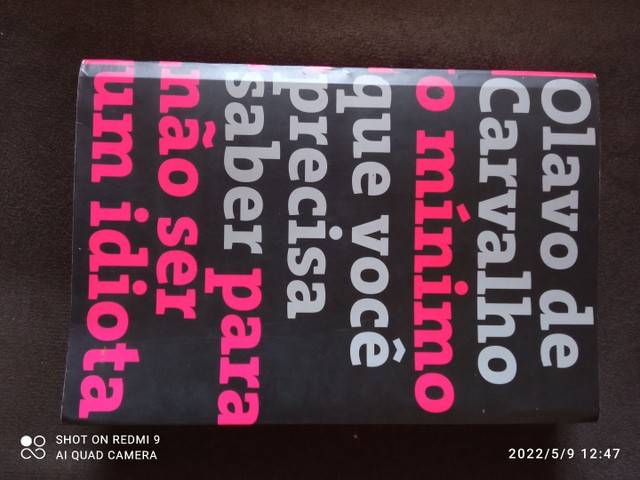 Olavo de
Carvalho
o mínimo
que você
precisa
saber para
não ser
um idiota
SHOT ON REDMI 9
AI QUAD CAMERA
2022/5/9 12:47